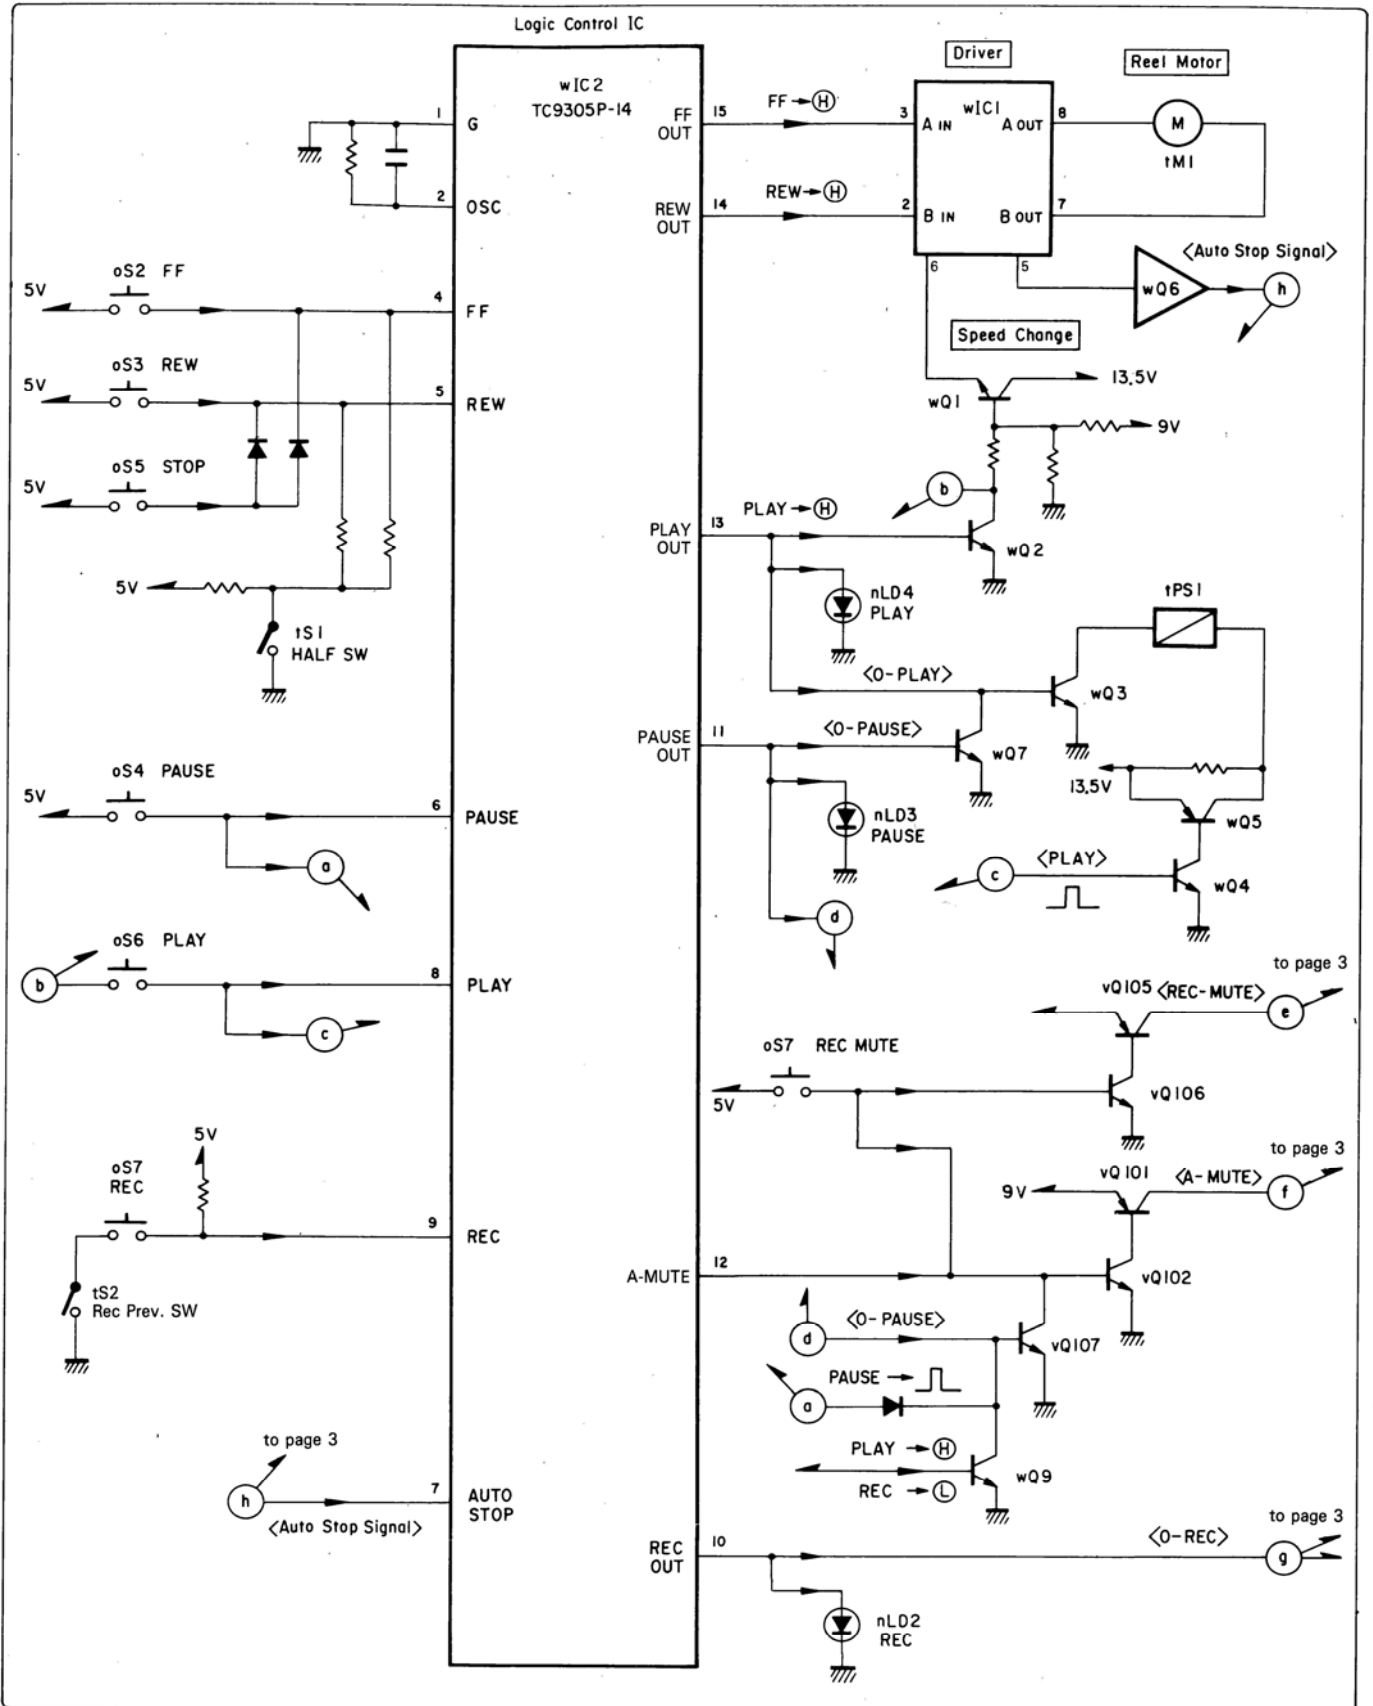 Logic Control IC
wIC2
TC9305P-14
Driver
Reel Motor
1
G
2
OSC
FF
OUT
15
FF→Ⓗ
3
A IN
wIC1
A OUT
8
M
tM1
REW
OUT
14
REW→Ⓗ
2
B IN
B OUT
7
6
5
wQ6
<Auto Stop Signal>
h
oS2 FF
5V
4
FF
oS3 REW
5V
5
REW
oS5 STOP
5V
5V
tS1
HALF SW
Speed Change
wQ1
13.5V
9V
b
PLAY
OUT
13
PLAY→Ⓗ
wQ2
nLD4
PLAY
tPS1
<O-PLAY>
wQ3
PAUSE
OUT
11
<O-PAUSE>
wQ7
13.5V
wQ5
nLD3
PAUSE
c
<PLAY>
wQ4
d
oS4 PAUSE
5V
6
PAUSE
a
oS6 PLAY
b
8
PLAY
c
to page 3
vQ105
<REC-MUTE>
e
oS7 REC MUTE
5V
vQ106
to page 3
vQ101
<A-MUTE>
9V
f
5V
oS7
REC
9
REC
tS2
Rec Prev. SW
A-MUTE
12
vQ102
d
<O-PAUSE>
vQ107
PAUSE→
a
PLAY→Ⓗ
REC→Ⓛ
wQ9
to page 3
h
7
AUTO
STOP
<Auto Stop Signal>
REC
OUT
10
<O-REC>
to page 3
g
nLD2
REC